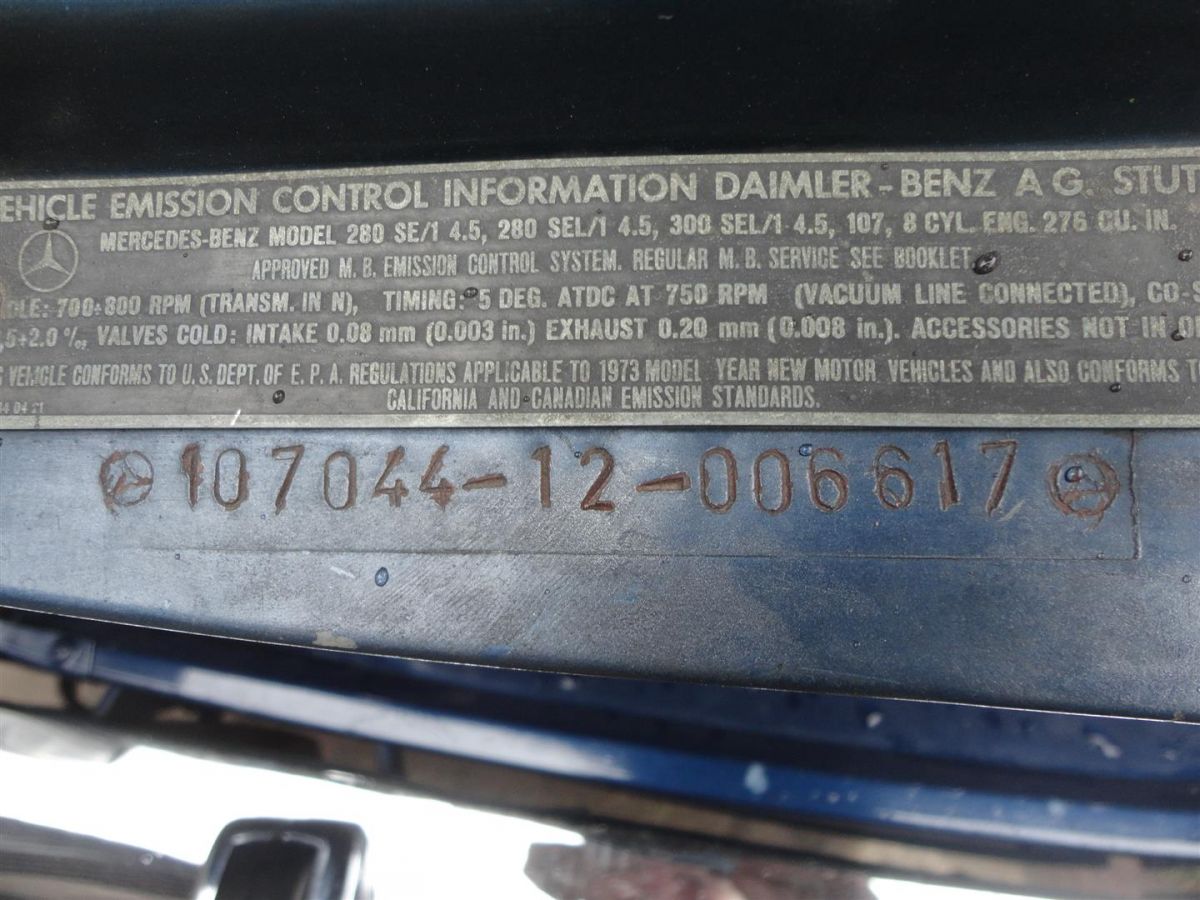 EHICLE EMISSION CONTROL INFORMATION DAIMLER-BENZ A G. STUT
MERCEDES-BENZ MODEL 280 SE/1 4.5, 280 SEL/1 4.5, 300 SEL/1 4.5, 107, 8 CYL. ENG. 276 CU. IN.
APPROVED M. B. EMISSION CONTROL SYSTEM. REGULAR M. B. SERVICE SEE BOOKLET
DLE: 700÷800 RPM (TRANSM. IN N), TIMING: 5 DEG. ATDC AT 750 RPM (VACUUM LINE CONNECTED), CO-S
,5÷2.0 %, VALVES COLD: INTAKE 0.08 mm (0.003 in.) EXHAUST 0.20 mm (0.008 in.). ACCESSORIES NOT IN O
VEHICLE CONFORMS TO U.S. DEPT. OF E. P. A. REGULATIONS APPLICABLE TO 1973 MODEL YEAR NEW MOTOR VEHICLES AND ALSO CONFORMS T
CALIFORNIA AND CANADIAN EMISSION STANDARDS.
107044-12-006617